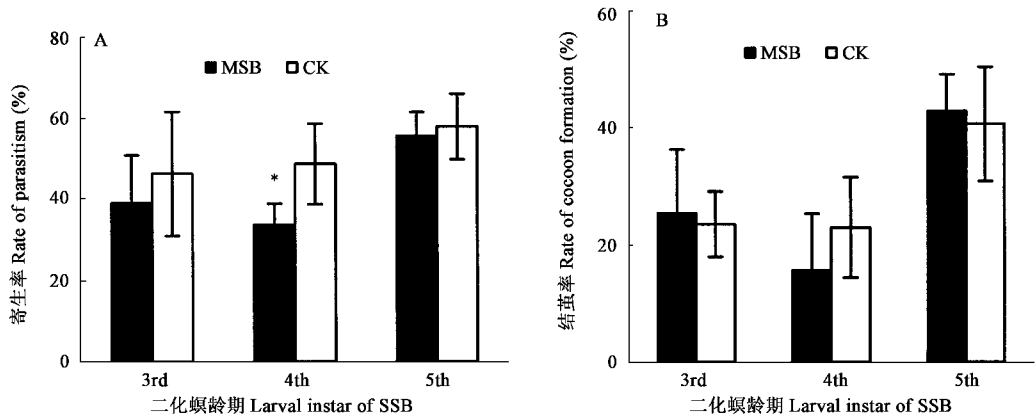 A
MSB CK
寄生率 Rate of parasitism (%)
80
60
40
20
0
*
3rd 4th 5th
二化螟龄期 Larval instar of SSB
B
MSB CK
结茧率 Rate of cocoon formation (%)
60
40
20
0
3rd 4th 5th
二化螟龄期 Larval instar of SSB